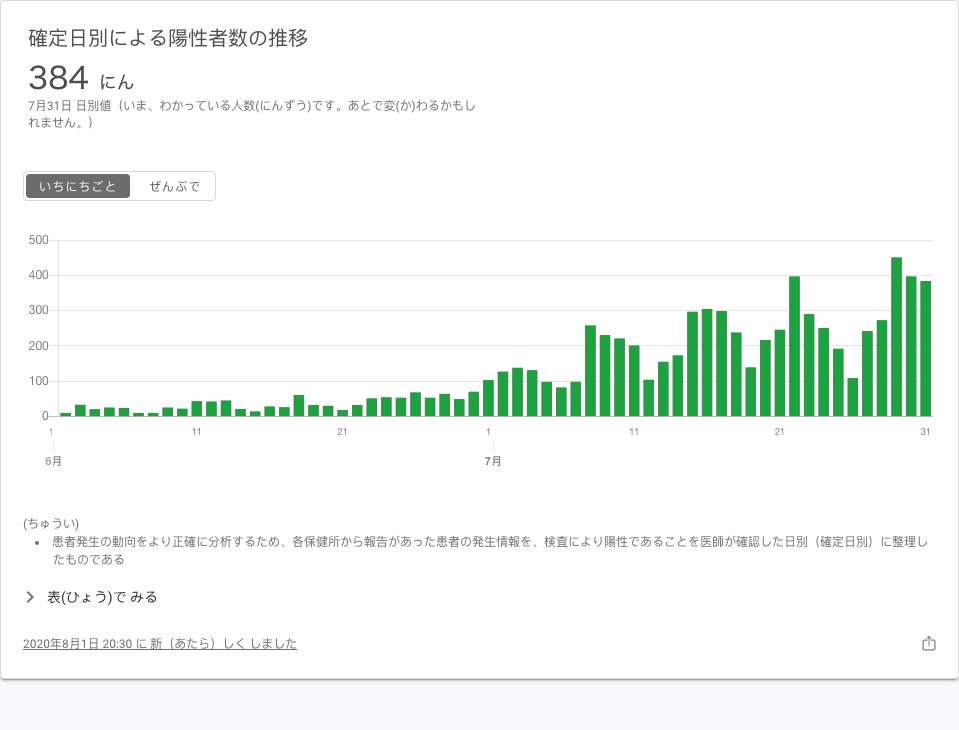 確定日別による陽性者数の推移
384 にん
7月31日 日別値（いま、わかっている人数(にんずう)です。あとで変(か)わるかもし
れません。）
いちにちごと ぜんぶで
500
400
300
200
100
0
1 11 21 1 11 21 31
6月 7月
(ちゅうい)
• 患者発生の動向をより正確に分析するため、各保健所から報告があった患者の発生情報を、検査により陽性であることを医師が確認した日別（確定日別）に整理し
たものである
表(ひょう)で みる
2020年8月1日 20:30 に 新（あたら）しく しました